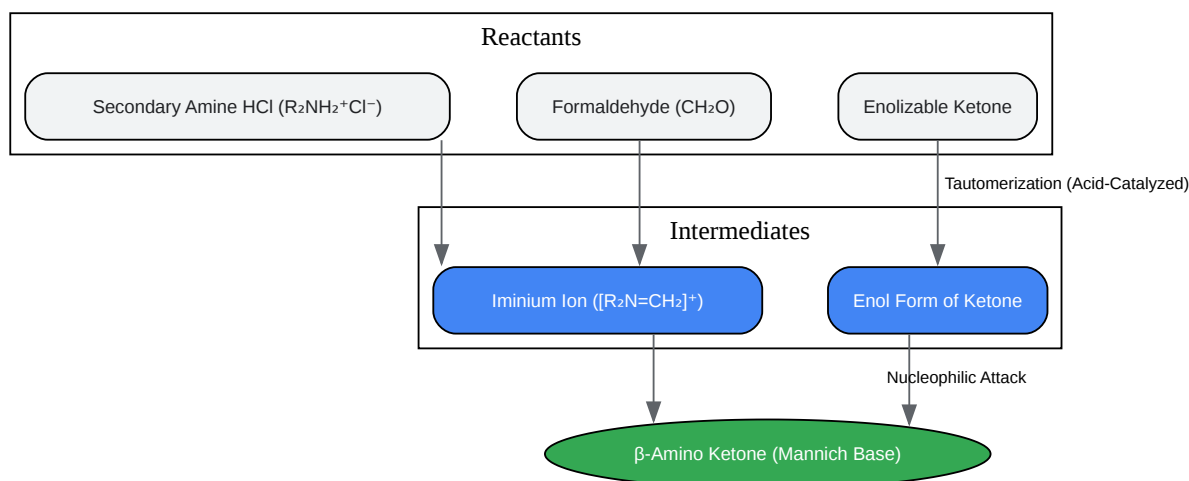 Reactants
Secondary Amine HCl (R₂NH₂⁺Cl⁻)
Formaldehyde (CH₂O)
Enolizable Ketone
Tautomerization (Acid-Catalyzed)
Intermediates
Iminium Ion ([R₂N=CH₂]⁺)
Enol Form of Ketone
Nucleophilic Attack
β-Amino Ketone (Mannich Base)